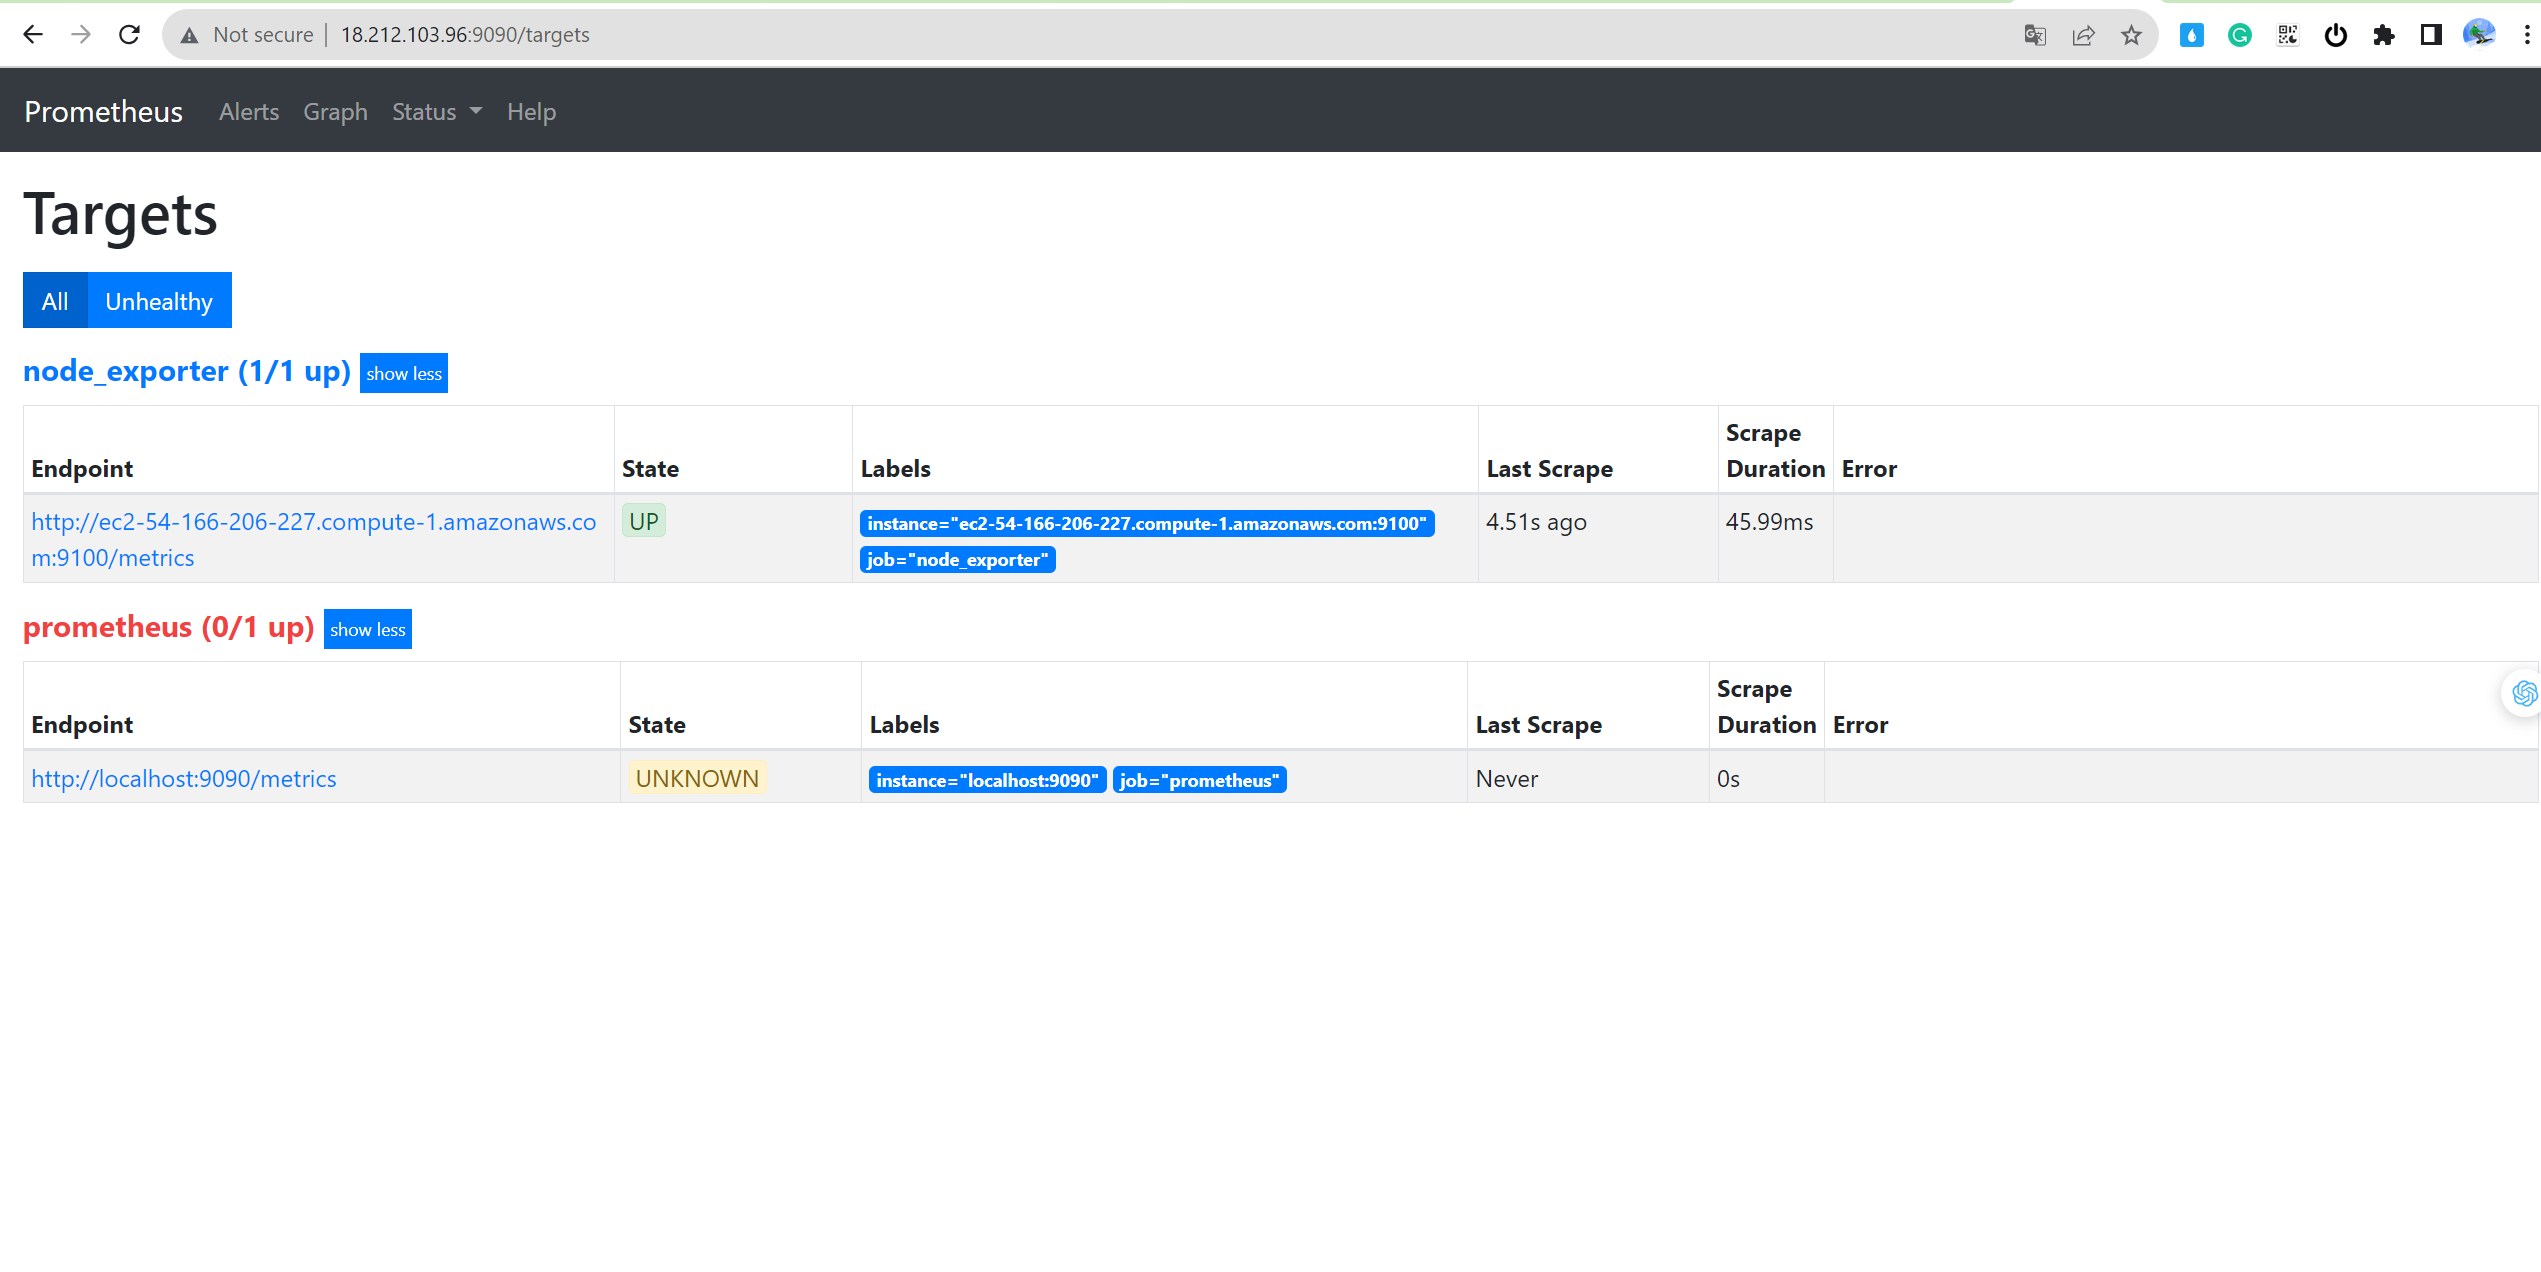 Not secure 18.212.103.96:9090/targets
Prometheus Alerts Graph Status Help
Targets
All Unhealthy
node_exporter (1/1 up) show less
Endpoint State Labels Last Scrape Scrape Duration Error
http://ec2-54-166-206-227.compute-1.amazonaws.co
m:9100/metrics
UP
instance="ec2-54-166-206-227.compute-1.amazonaws.com:9100"
job="node_exporter"
4.51s ago
45.99ms
prometheus (0/1 up) show less
Endpoint State Labels Last Scrape Scrape Duration Error
http://localhost:9090/metrics UNKNOWN instance="localhost:9090" job="prometheus" Never 0s